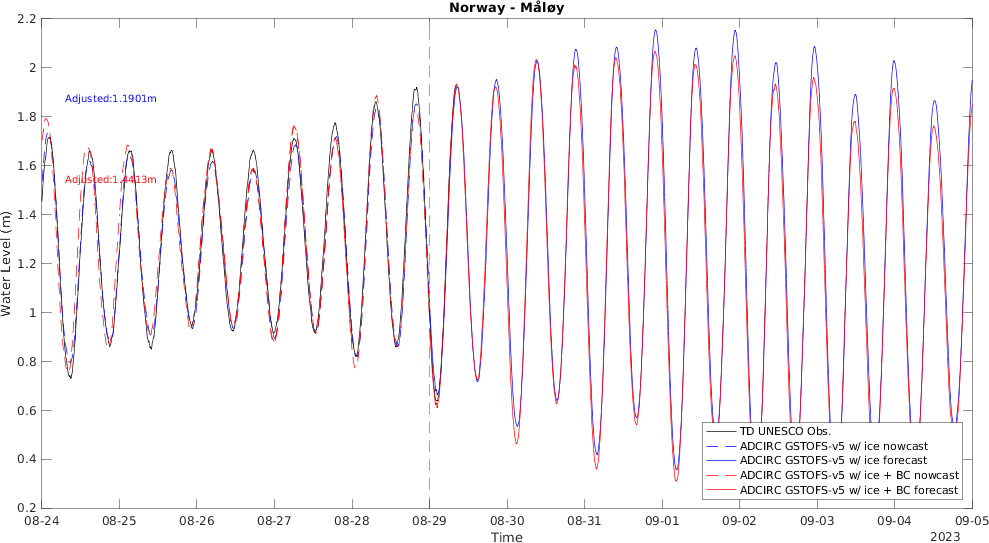 Norway - Måløy
2.2
2
1.8
1.6
1.4
1.2
1
0.8
0.6
0.4
0.2
Water Level (m)
Adjusted:1.1901m
Adjusted:1.4413m
TD UNESCO Obs.
ADCIRC GSTOFS-v5 w/ ice nowcast
ADCIRC GSTOFS-v5 w/ ice forecast
ADCIRC GSTOFS-v5 w/ ice + BC nowcast
ADCIRC GSTOFS-v5 w/ ice + BC forecast
08-24 08-25 08-26 08-27 08-28 08-29 08-30 08-31 09-01 09-02 09-03 09-04 09-05
Time
2023